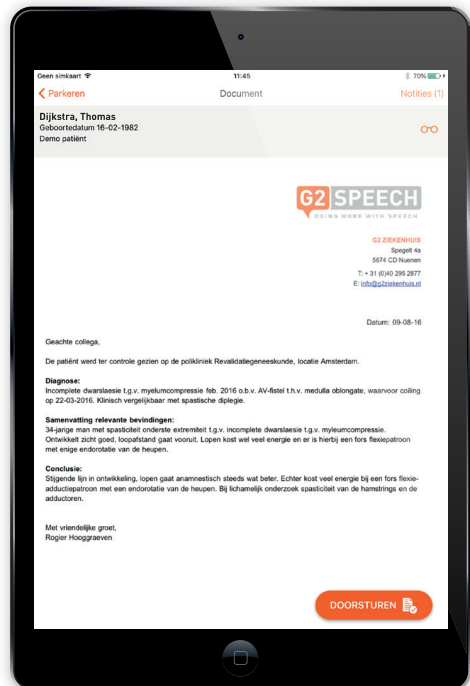 Geen simkaart
11:45
70%
Parkeren
Document
Notities (1)
Dijkstra, Thomas
Geboortedatum 16-02-1982
Demo patiënt
G2 SPEECH
DOING MORE WITH SPEECH
G2 ZIEKENHUIS
Spegelt 4a
5674 CD Nuenen
T: + 31 (0)40 295 2877
E: info@g2ziekenhuis.nl
Datum: 09-08-16
Geachte collega,
De patiënt werd ter controle gezien op de polikliniek Revalidatiegeneeskunde, locatie Amsterdam.
Diagnose:
Incomplete dwarslaesie t.g.v. myelumcompressie feb. 2016 o.b.v. AV-fistel t.h.v. medulla oblongate, waarvoor coiling
op 22-03-2016. Klinisch vergelijkbaar met spastische diplegie.
Samenvatting relevante bevindingen:
34-jarige man met spasticiteit onderste extremiteit t.g.v. incomplete dwarslaesie t.g.v. myleumcompressie.
Ontwikkelt zicht goed, loopafstand gaat vooruit. Lopen kost wel veel energie en er is hierbij een fors flexiepatroon
met enige endorotatie van de heupen.
Conclusie:
Stijgende lijn in ontwikkeling, lopen gaat anamnestisch steeds wat beter. Echter kost veel energie bij een fors flexie-
adductiepatroon met een endorotatie van de heupen. Bij lichamelijk onderzoek spasticiteit van de hamstrings en de
adductoren.
Met vriendelijke groet,
Rogier Hooggraeven
DOORSTUREN